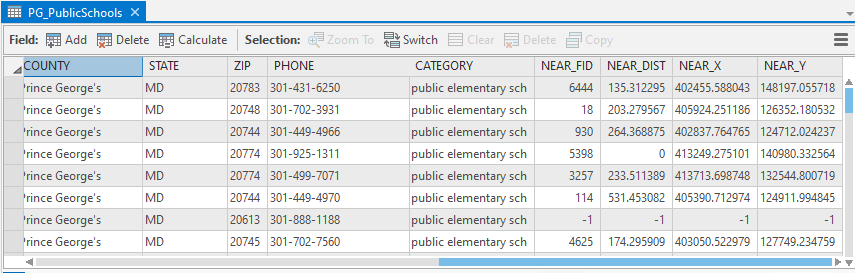 PG_PublicSchools
Field: Add Delete Calculate Selection: Zoom To Switch Clear Delete Copy
COUNTY STATE ZIP PHONE CATEGORY NEAR_FID NEAR_DIST NEAR_X NEAR_Y
Prince George's MD 20783 301-431-6250 public elementary sch 6444 135.312295 402455.588043 148197.055718
Prince George's MD 20748 301-702-3931 public elementary sch 18 203.279567 405924.251186 126352.180532
Prince George's MD 20744 301-449-4966 public elementary sch 930 264.368875 402837.764765 124712.024237
Prince George's MD 20774 301-925-1311 public elementary sch 5398 0 413249.275101 140980.332564
Prince George's MD 20774 301-499-7071 public elementary sch 3257 233.511389 413713.698748 132544.800719
Prince George's MD 20744 301-449-4970 public elementary sch 114 531.453082 405390.712974 124911.994845
Prince George's MD 20613 301-888-1188 public elementary sch -1 -1 -1 -1
Prince George's MD 20745 301-702-7560 public elementary sch 4625 174.295909 403050.522979 127749.234759